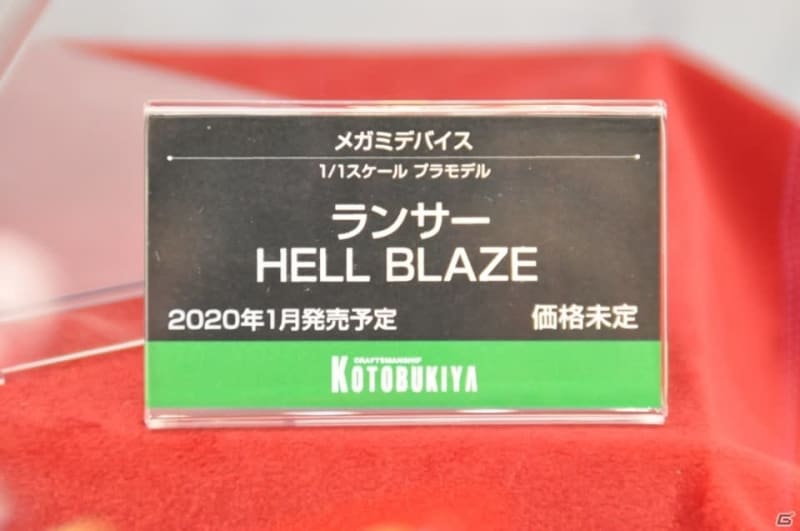 メガミデバイス
1/1スケール プラモデル
ランサー
HELL BLAZE
2020年1月発売予定 価格未定
CRAFTSMANSHIP
KOTOBUKIYA